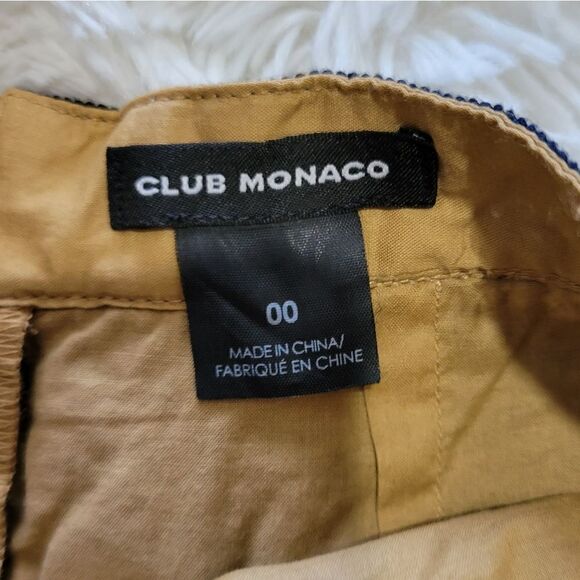 CLUB MONACO
00
MADE IN CHINA/
FABRIQUÉ EN CHINE